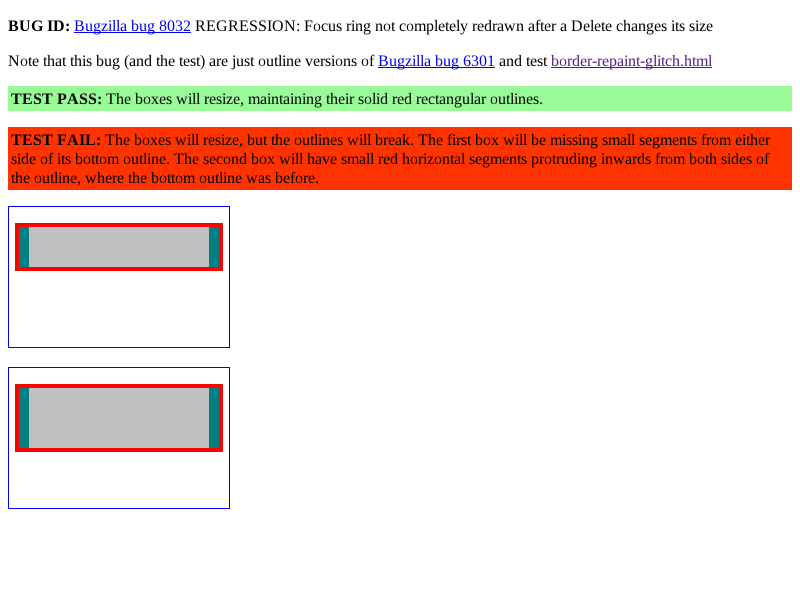 BUG ID: Bugzilla bug 8032 REGRESSION: Focus ring not completely redrawn after a Delete changes its size
Note that this bug (and the test) are just outline versions of Bugzilla bug 6301 and test border-repaint-glitch.html
TEST PASS: The boxes will resize, maintaining their solid red rectangular outlines.
TEST FAIL: The boxes will resize, but the outlines will break. The first box will be missing small segments from either
side of its bottom outline. The second box will have small red horizontal segments protruding inwards from both sides of
the outline, where the bottom outline was before.